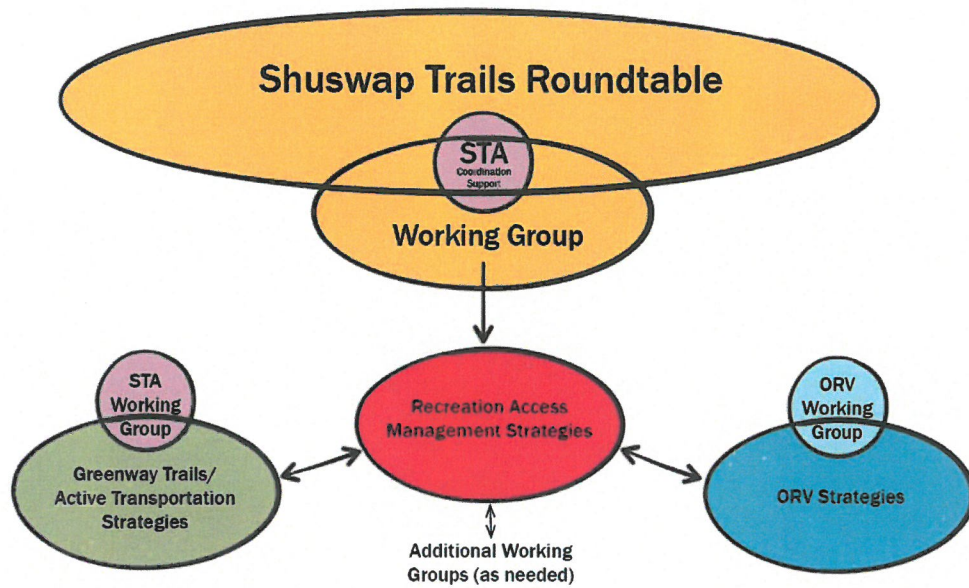 Shuswap Trails Roundtable
STA
Coordination
Support
Working Group
STA
Working
Group
Greenway Trails/
Active Transportation
Strategies
Recreation Access
Management Strategies
ORV
Working
Group
ORV Strategies
Additional Working
Groups (as needed)